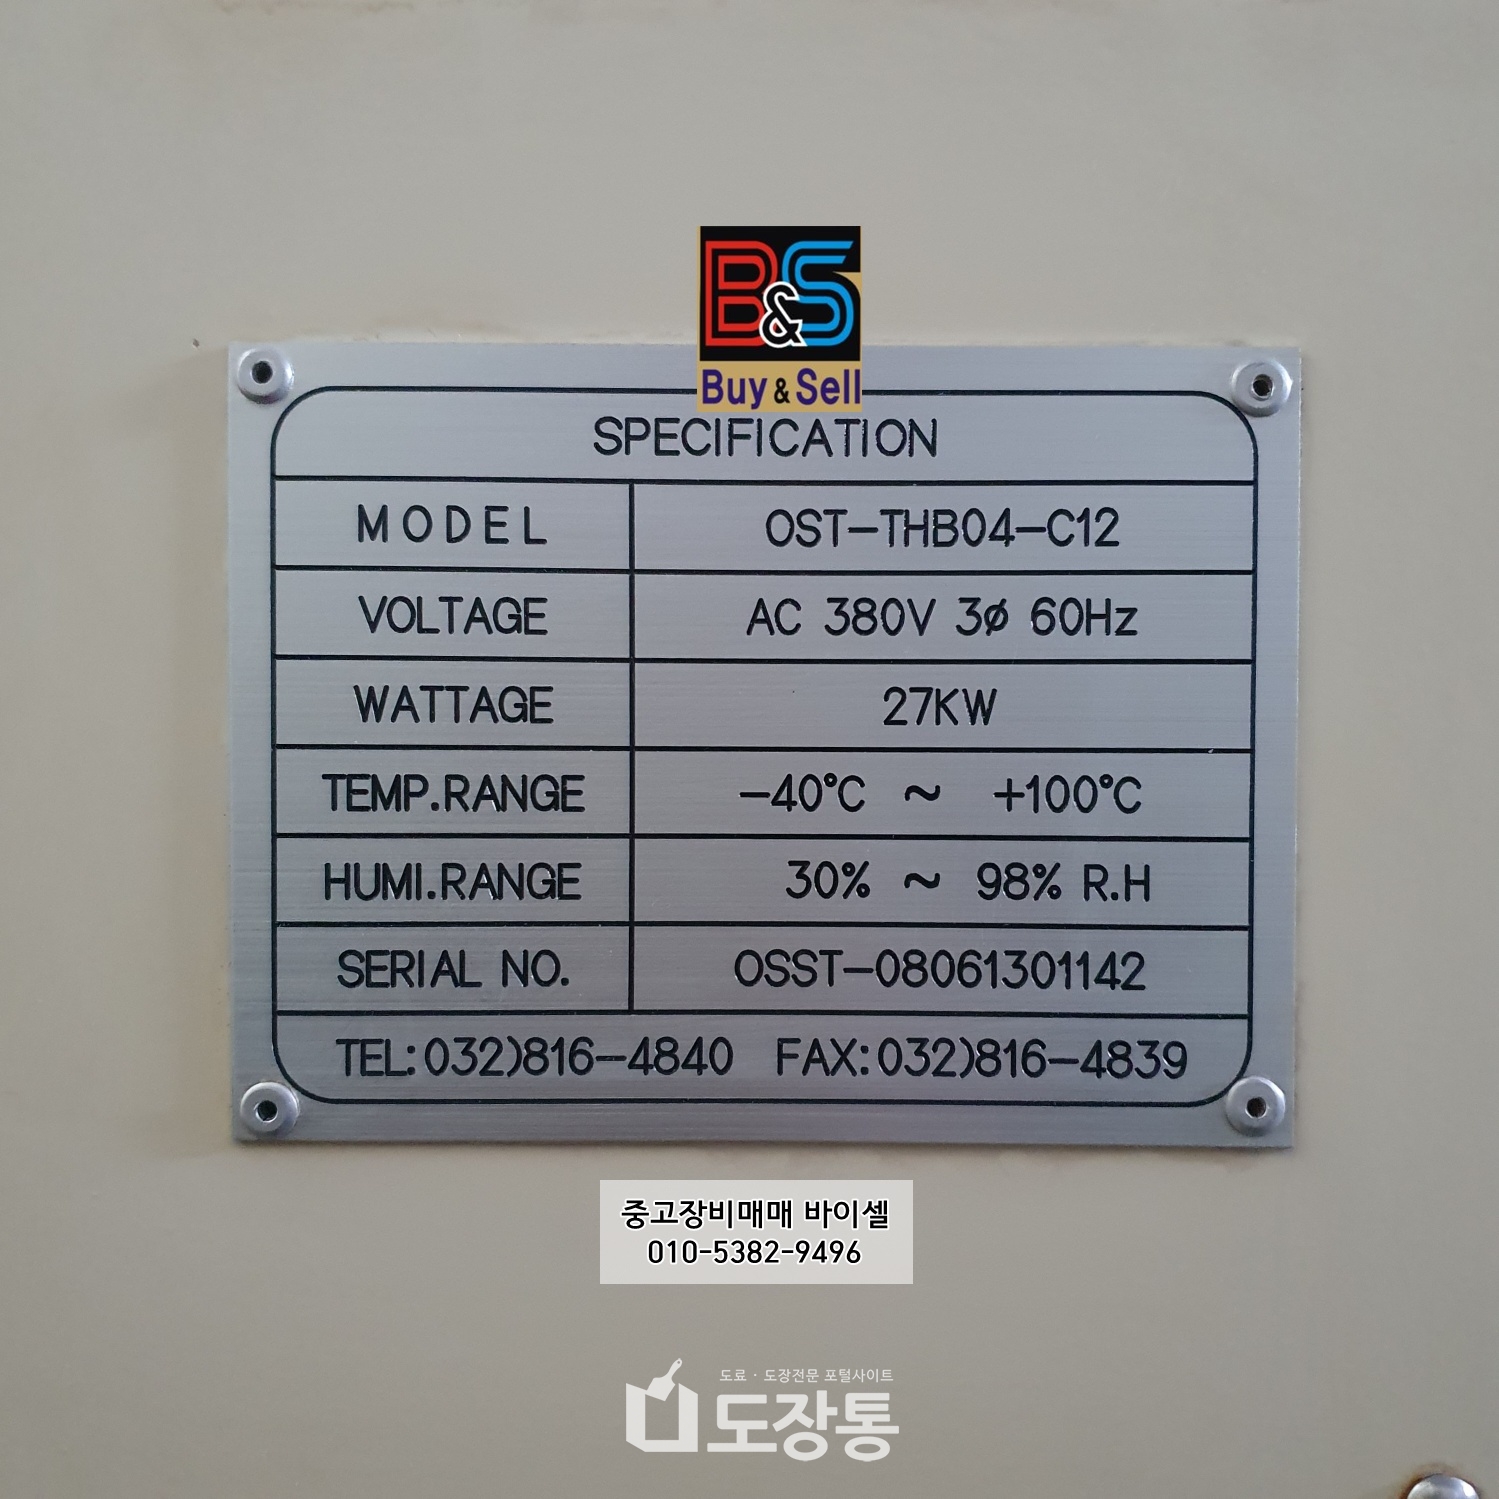 B&S
Buy & Sell
SPECIFICATION
MODEL OST-THB04-C12
VOLTAGE AC 380V 3ø 60Hz
WATTAGE 27KW
TEMP.RANGE -40°C ~ +100°C
HUMI.RANGE 30% ~ 98% R.H
SERIAL NO. OSST-08061301142
TEL:032)816-4840 FAX:032)816-4839
중고장비매매 바이셀
010-5382-9496
도료 · 도장전문 포털사이트
도장통